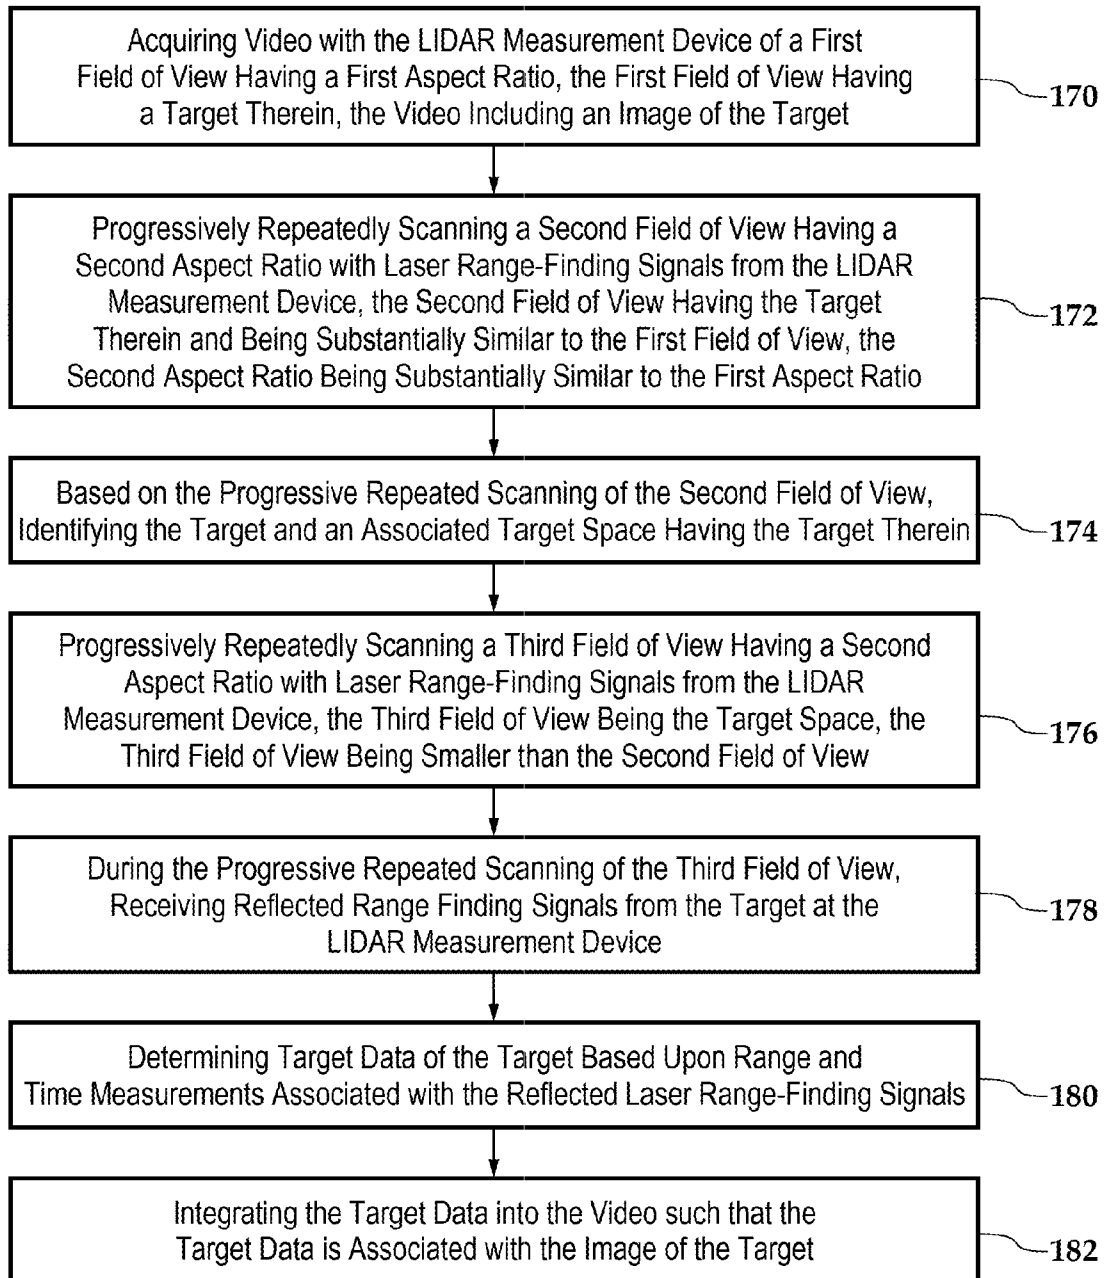 Acquiring Video with the LIDAR Measurement Device of a First
Field of View Having a First Aspect Ratio, the First Field of View Having
a Target Therein, the Video Including an Image of the Target
170
Progressively Repeatedly Scanning a Second Field of View Having a
Second Aspect Ratio with Laser Range-Finding Signals from the LIDAR
Measurement Device, the Second Field of View Having the Target
Therein and Being Substantially Similar to the First Field of View, the
Second Aspect Ratio Being Substantially Similar to the First Aspect Ratio
172
Based on the Progressive Repeated Scanning of the Second Field of View,
Identifying the Target and an Associated Target Space Having the Target Therein
174
Progressively Repeatedly Scanning a Third Field of View Having a Second
Aspect Ratio with Laser Range-Finding Signals from the LIDAR
Measurement Device, the Third Field of View Being the Target Space, the
Third Field of View Being Smaller than the Second Field of View
176
During the Progressive Repeated Scanning of the Third Field of View,
Receiving Reflected Range Finding Signals from the Target at the
LIDAR Measurement Device
178
Determining Target Data of the Target Based Upon Range and
Time Measurements Associated with the Reflected Laser Range-Finding Signals
180
Integrating the Target Data into the Video such that the
Target Data is Associated with the Image of the Target
182